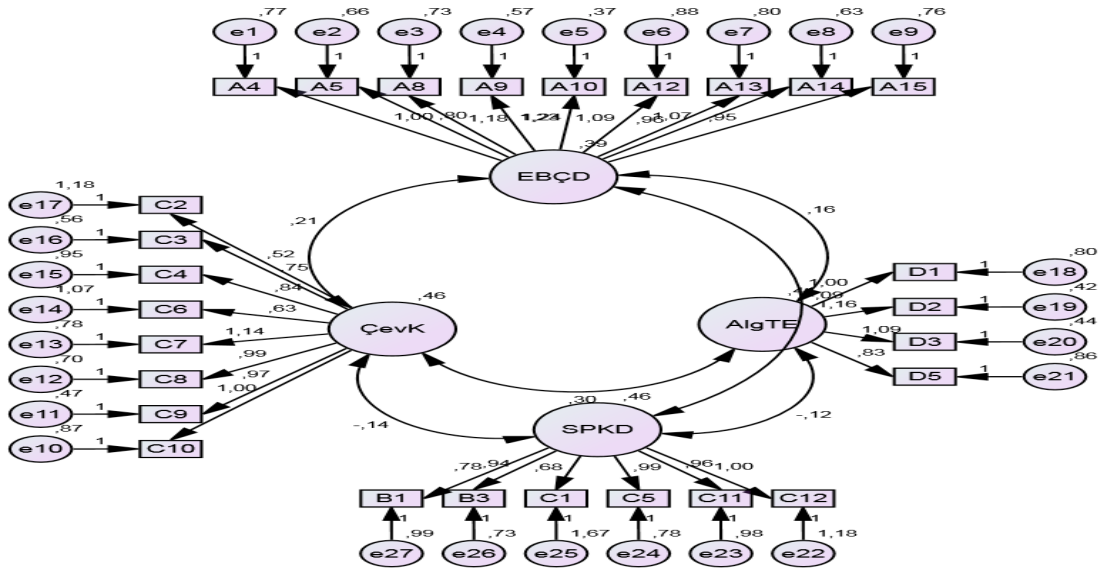 ,77 ,66 ,73 ,57 ,37 ,88 ,80 ,63 ,76
e1 e2 e3 e4 e5 e6 e7 e8 e9
1 1 1 1 1 1 1 1 1
A4 A5 A8 A9 A10 A12 A13 A14 A15
1,00 ,80 1,18 1,09 1,07 ,95
,39
EBÇD
,21
,16
1,18
e17 1 C2
,56
e16 1 C3
,95
e15 1 C4
1,07
e14 1 C6
,78
e13 1 C7
,70
e12 1 C8
,47
e11 1 C9
,87
e10 1 C10
,52
,75
,84
,63
1,14
,99
,97
1,00
,46
ÇevK
AlgTE
1,00
1,16
1,09
,83
D1 1 e18 ,80
D2 1 e19 ,42
D3 1 e20 ,44
D5 1 e21 ,86
-,14
,30 ,46
-,12
SPKD
,78 ,94 ,68 ,99 ,96 1,00
B1 B3 C1 C5 C11 C12
1 1 1 1 1 1
,99 ,73 1,67 ,78 ,98 1,18
e27 e26 e25 e24 e23 e22